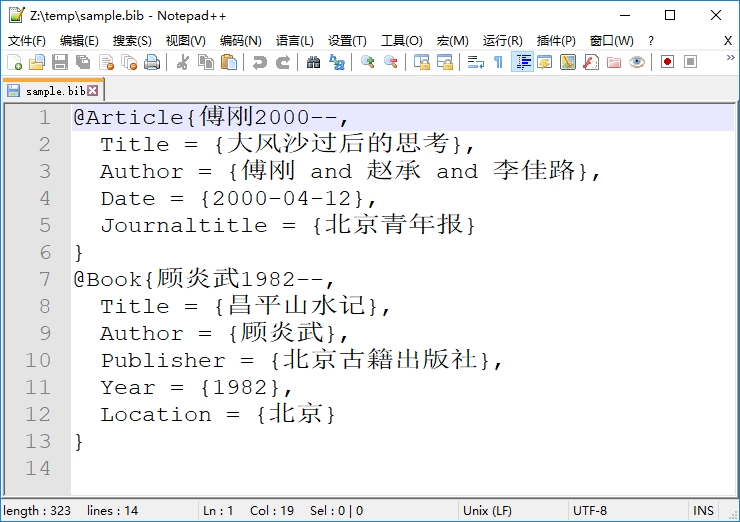 Z:\temp\sample.bib - Notepad++
文件(F) 编辑(E) 搜索(S) 视图(V) 编码(N) 语言(L) 设置(T) 工具(O) 宏(M) 运行(R) 插件(P) 窗口(W) ? X
sample.bib
1 @Article{傅刚2000--,
2 Title = {大风沙过后的思考},
3 Author = {傅刚 and 赵承 and 李佳路},
4 Date = {2000-04-12},
5 Journaltitle = {北京青年报}
6 }
7 @Book{顾炎武1982--,
8 Title = {昌平山水记},
9 Author = {顾炎武},
10 Publisher = {北京古籍出版社},
11 Year = {1982},
12 Location = {北京}
13 }
14
length : 323 lines : 14 Ln : 1 Col : 19 Sel : 0 | 0 Unix (LF) UTF-8 INS